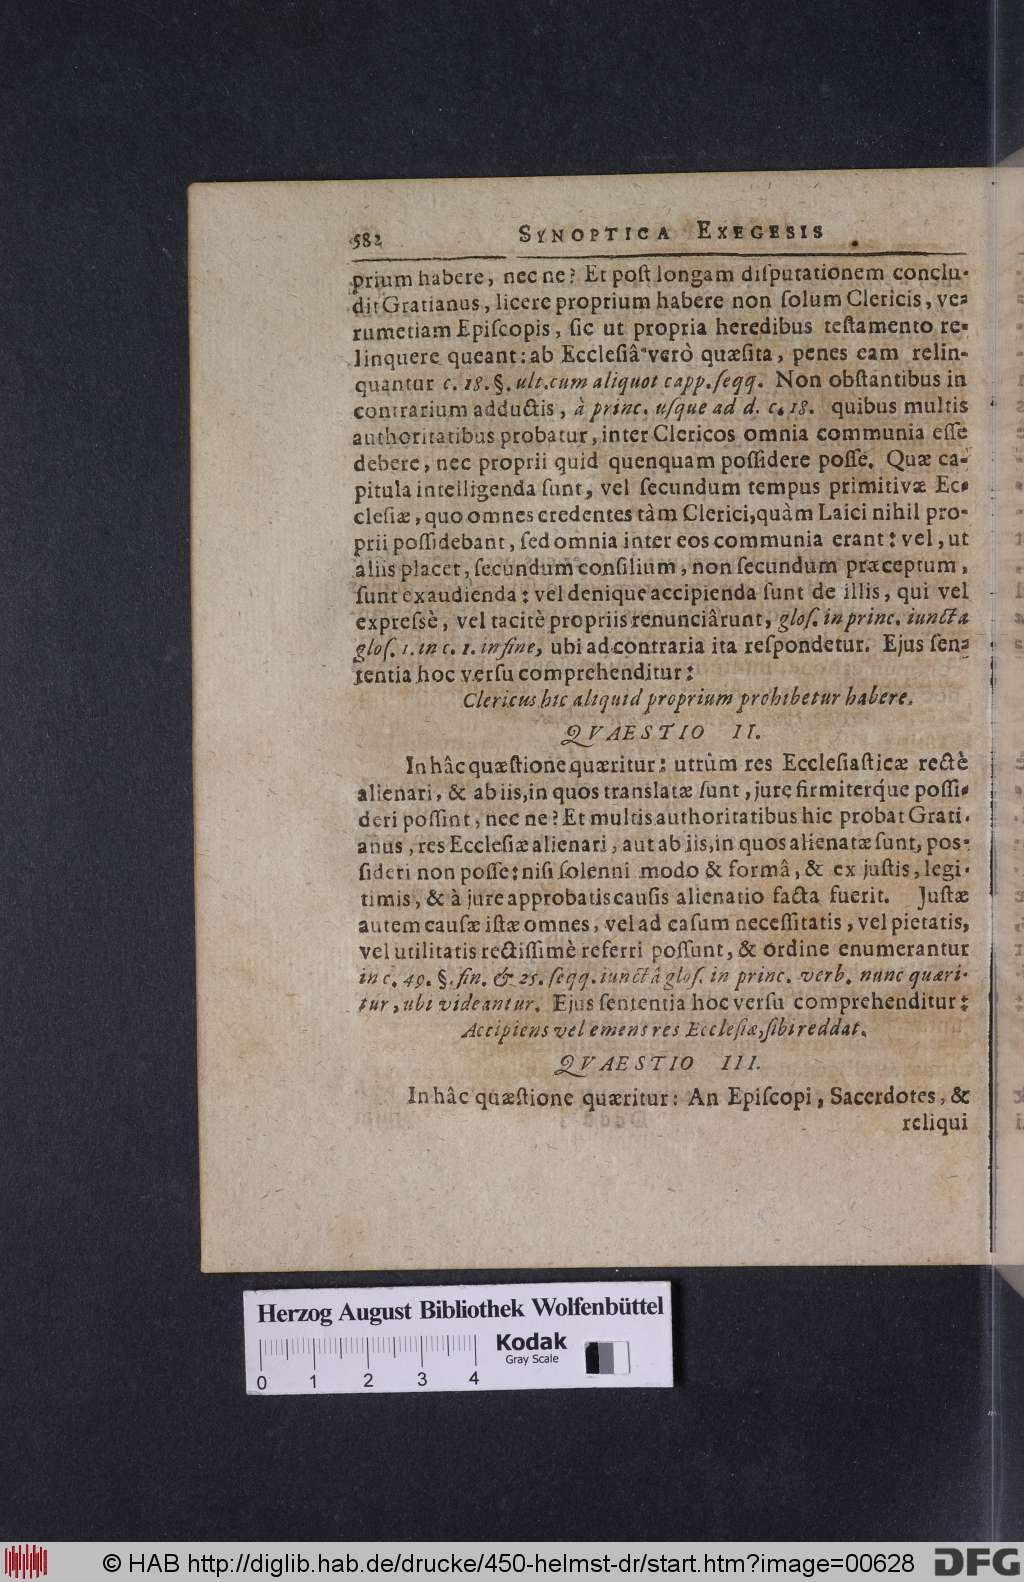 582 SYNOPTICA EXEGESIS
prium habere, nec ne? Et poſt longam diſputationem conclu-
dit Gratianus, licere proprium habere non ſolum Clericis, ve-
rumetiam Epiſcopis, ſic ut propria heredibus teſtamento re-
linquere queant: ab Eccleſiâ verò quæſita, penes eam relin-
quantur c. 18. §. ult. cum aliquot capp. ſeqq. Non obſtantibus in
contrarium adductis, à princ. uſque ad d. c. 18. quibus multis
authoritatibus probatur, inter Clericos omnia communia eſſe
debere, nec proprii quid quenquam poſſidere poſſe. Quæ ca-
pitula intelligenda ſunt, vel ſecundum tempus primitivæ Ec-
cleſiæ, quo omnes credentes tàm Clerici, quàm Laici nihil pro-
prii poſſidebant, ſed omnia inter eos communia erant: vel, ut
aliis placet, ſecundum conſilium, non ſecundum præceptum,
ſunt exaudienda: vel denique accipienda ſunt de illis, qui vel
expreſsè, vel tacitè propriis renunciârunt, gloſ. in princ. iunctta
gloſ. 1. in c. 1. in fine, ubi ad contraria ita reſpondetur. Ejus ſen-
tentia hoc verſu comprehenditur:
Clericus hic aliquid proprium prohibetur habere.
QVAESTIO II.
In hâc quæſtione quæritur: utrùm res Eccleſiaſticæ rectè
alienari, & ab iis, in quos translatæ ſunt, jure firmiterq́ue poſſi-
deri poſſint, nec ne? Et multis authoritatibus hic probat Grati-
anus, res Eccleſiæ alienari, aut ab iis, in quos alienatæ ſunt, pos-
ſideri non poſſe: niſi ſolenni modo & formâ, & ex juſtis, legi-
timis, & à jure approbatis cauſis alienatio facta fuerit. Juſtæ
autem cauſæ iſtæ omnes, vel ad caſum neceſſitatis, vel pietatis,
vel utilitatis rectiſſimè referri poſſunt, & ordine enumerantur
in c. 49. §. fin. & 25. ſeqq. iunctâ gloſ. in princ. verb. nunc quæri-
tur, ubi videantur. Ejus ſententia hoc verſu comprehenditur:
Accipiens vel emens res Eccleſiæ, ſibi reddat.
QVAESTIO III.
In hâc quæſtione quæritur: An Epiſcopi, Sacerdotes, &
reliqui
Herzog August Bibliothek Wolfenbüttel
Kodak
Gray Scale
0 1 2 3 4
© HAB http://diglib.hab.de/drucke/450-helmst-dr/start.htm?image=00628 DFG